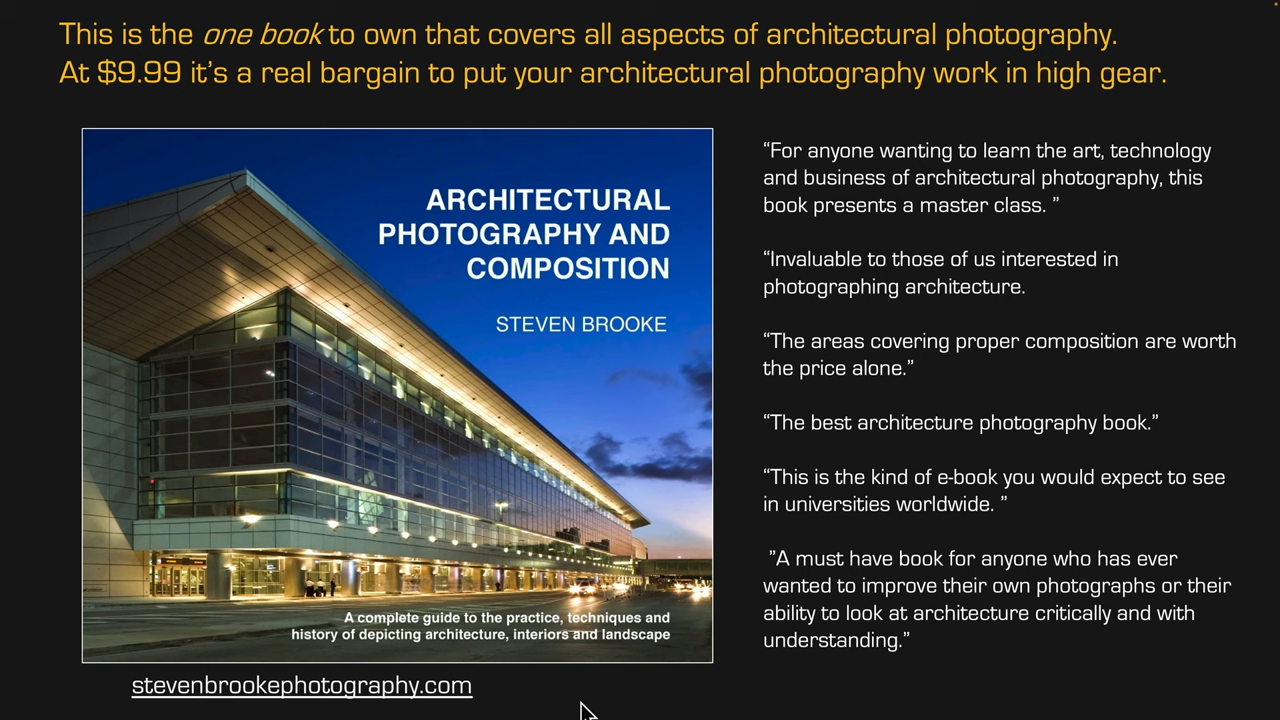 This is the one book to own that covers all aspects of architectural photography.
At $9.99 it's a real bargain to put your architectural photography work in high gear.
ARCHITECTURAL
PHOTOGRAPHY AND
COMPOSITION
STEVEN BROOKE
A complete guide to the practice, techniques and
history of depicting architecture, interiors and landscape
stevenbrookephotography.com
“For anyone wanting to learn the art, technology
and business of architectural photography, this
book presents a master class. ”
“Invaluable to those of us interested in
photographing architecture.
“The areas covering proper composition are worth
the price alone.”
“The best architecture photography book.”
“This is the kind of e-book you would expect to see
in universities worldwide. ”
”A must have book for anyone who has ever
wanted to improve their own photographs or their
ability to look at architecture critically and with
understanding.”